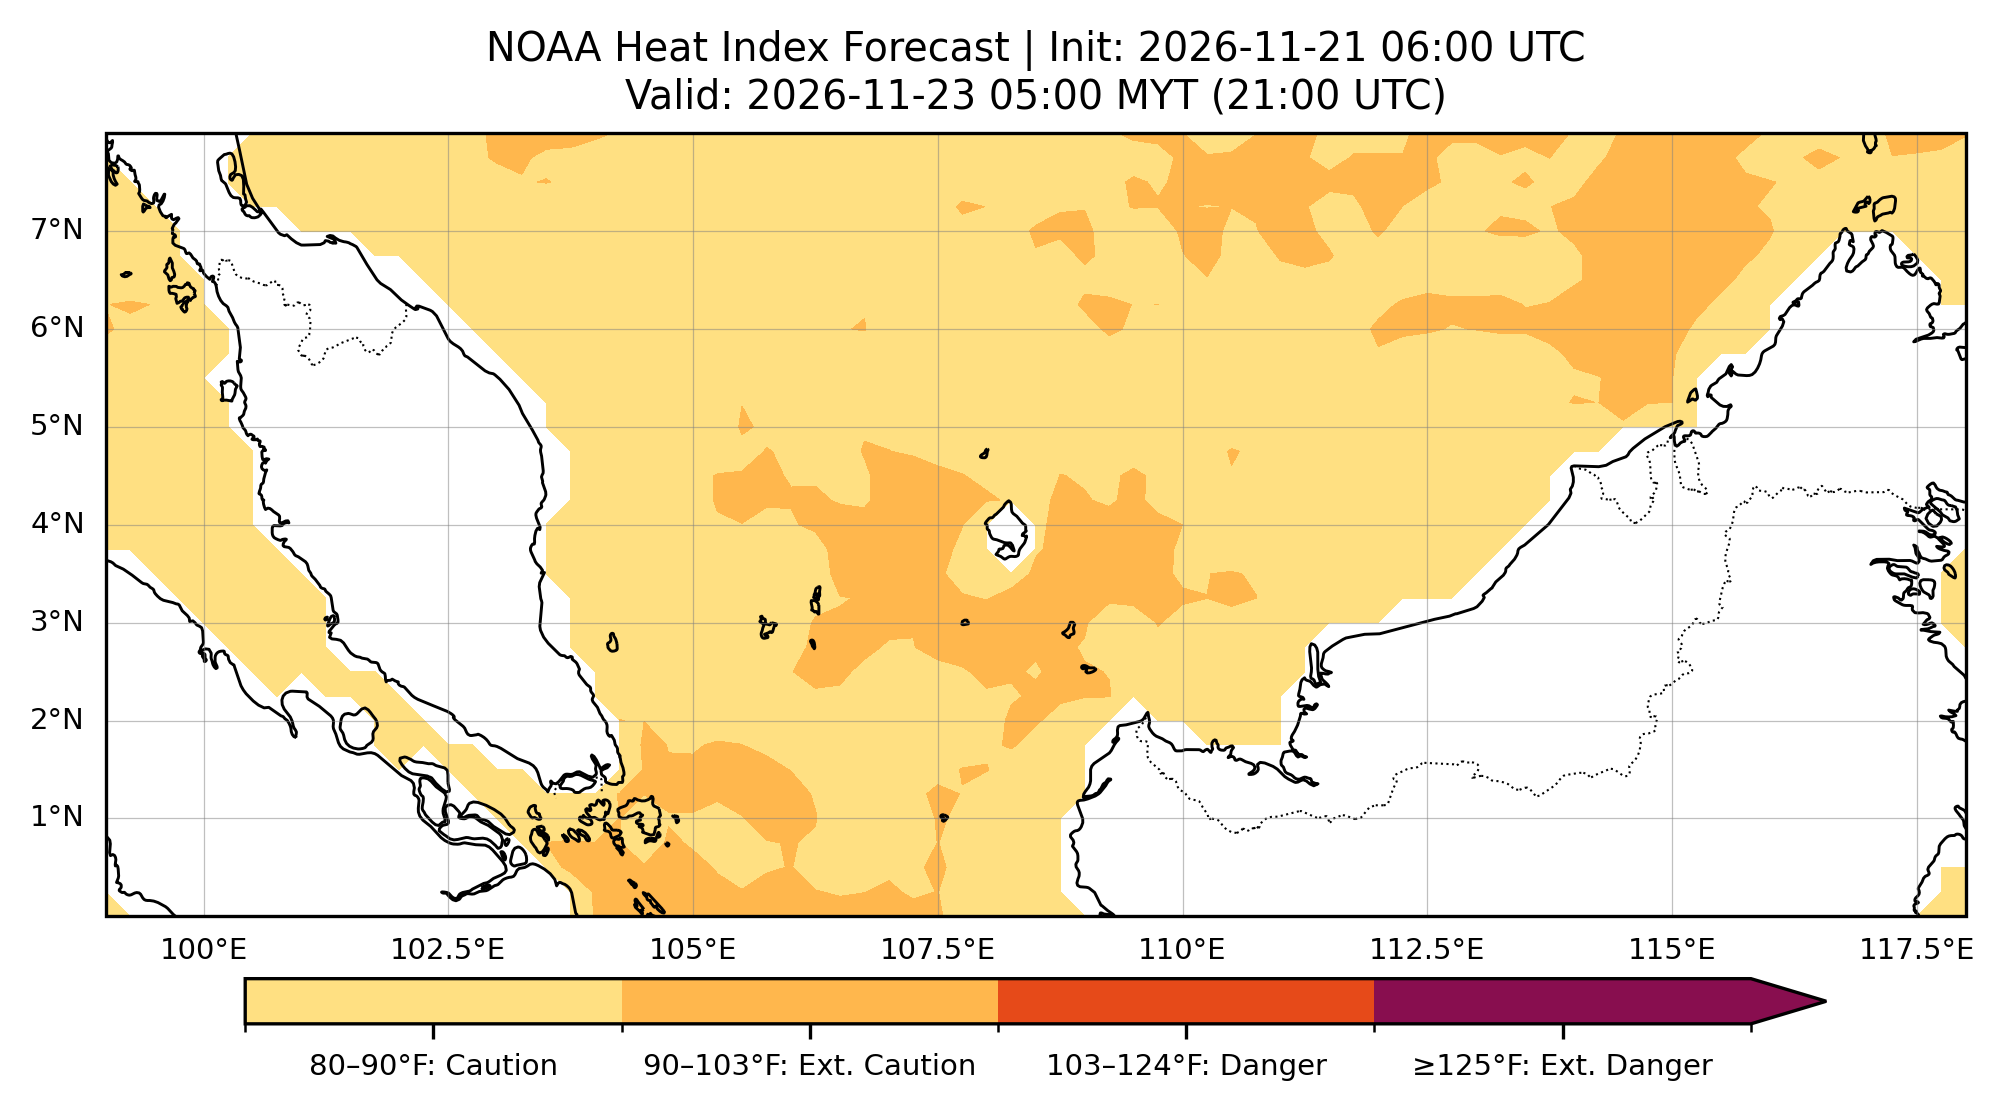 NOAA Heat Index Forecast | Init: 2026-11-21 06:00 UTC
Valid: 2026-11-23 05:00 MYT (21:00 UTC)
7°N
6°N
5°N
4°N
3°N
2°N
1°N
100°E
102.5°E
105°E
107.5°E
110°E
112.5°E
115°E
117.5°E
80–90°F: Caution
90–103°F: Ext. Caution
103–124°F: Danger
≥125°F: Ext. Danger